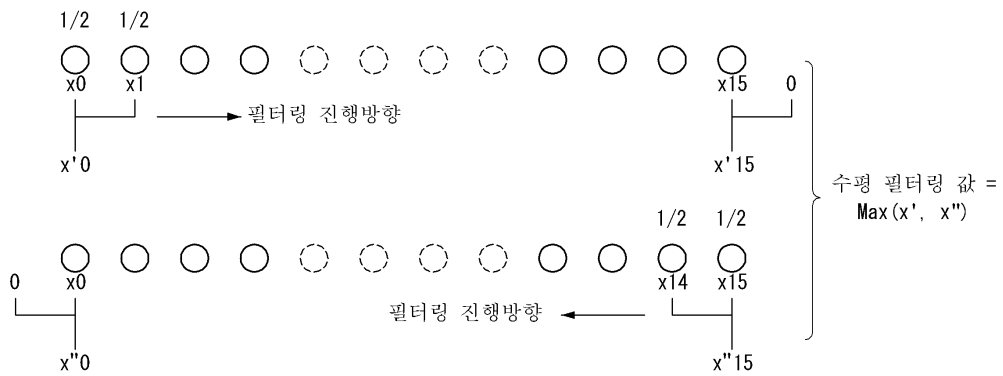 1/2 1/2
x0 x1 x15 0
필터링 진행방향
x'0 x'15
수평 필터링 값 =
Max(x', x")
1/2 1/2
0 x0 x14 x15
필터링 진행방향
x"0 x"15